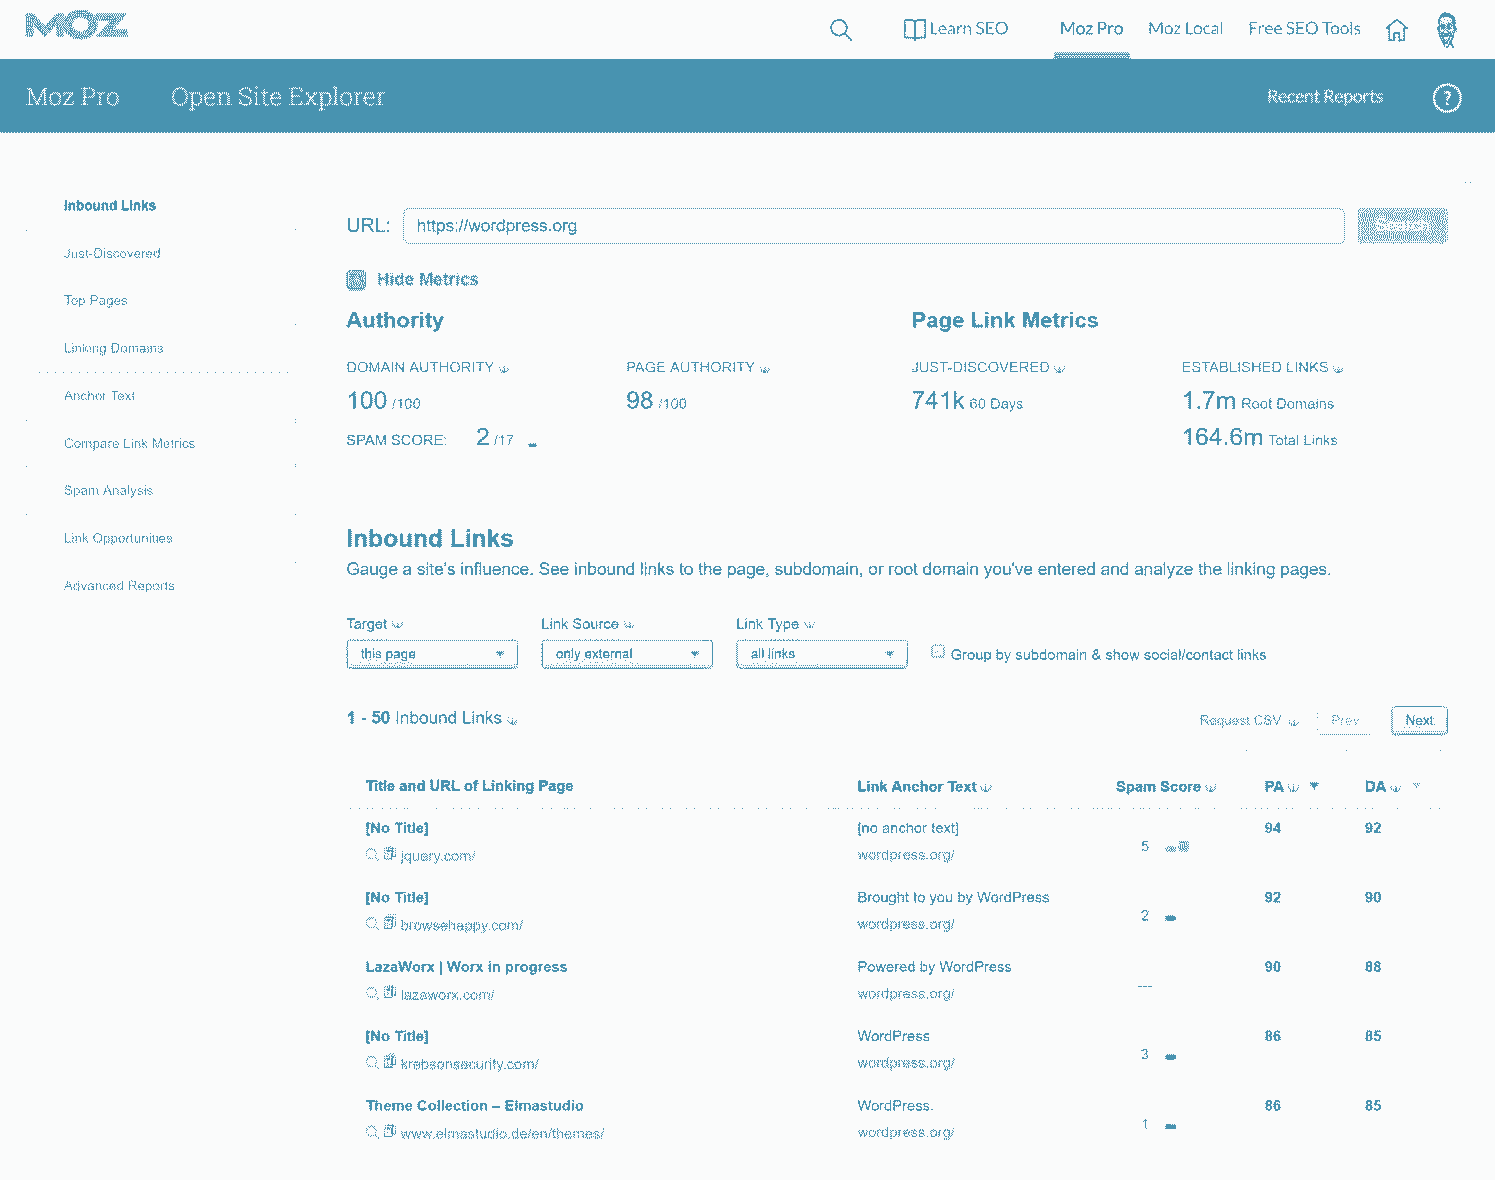 MOZ
Learn SEO
Moz Pro
Moz Local
Free SEO Tools
Moz Pro
Open Site Explorer
Recent Reports
?
Inbound Links
Just-Discovered
Top Pages
Linking Domains
Anchor Text
Compare Link Metrics
Spam Analysis
Link Opportunities
Advanced Reports
URL: https://wordpress.org
Search
Hide Metrics
Authority
DOMAIN AUTHORITY
100 /100
PAGE AUTHORITY
98 /100
SPAM SCORE: 2 /17
Page Link Metrics
JUST-DISCOVERED
741k 60 Days
ESTABLISHED LINKS
1.7m Root Domains
164.6m Total Links
Inbound Links
Gauge a site's influence. See inbound links to the page, subdomain, or root domain you've entered and analyze the linking pages.
Target
this page
Link Source
only external
Link Type
all links
Group by subdomain & show social/contact links
1 - 50 Inbound Links
Request CSV
Prev
Next
Title and URL of Linking Page Link Anchor Text Spam Score PA DA
[No Title] [no anchor text] 94 92
jquery.com/ wordpress.org/ 5
[No Title] Brought to you by WordPress 92 90
browsehappy.com/ wordpress.org/ 2
LazaWorx | Worx in progress Powered by WordPress 90 88
lazaworx.com/ wordpress.org/ ---
[No Title] WordPress 86 85
krebsonsecurity.com/ wordpress.org/ 3
Theme Collection – Elmastudio WordPress. 86 85
www.elmastudio.de/en/themes/ wordpress.org/ 1